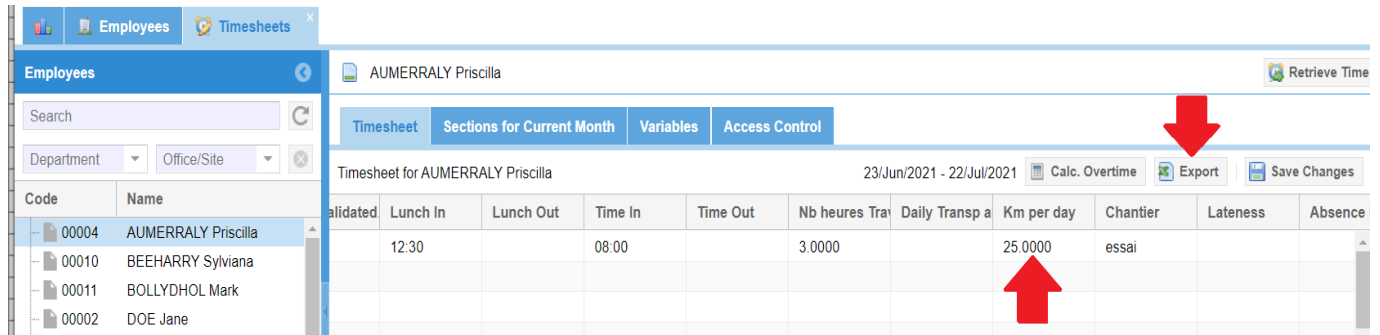 Employees Timesheets
Employees
AUMERRALY Priscilla
Retrieve Time
Search
Timesheet Sections for Current Month Variables Access Control
Department Office/Site
Timesheet for AUMERRALY Priscilla 23/Jun/2021 - 22/Jul/2021 Calc. Overtime Export Save Changes
Code Name
alidated. Lunch In Lunch Out Time In Time Out Nb heures Trav Daily Transp a Km per day Chantier Lateness Absence
00004 AUMERRALY Priscilla
12:30 08:00 3.0000 25.0000 essai
00010 BEEHARRY Sylviana
00011 BOLLYDHOL Mark
00002 DOE Jane